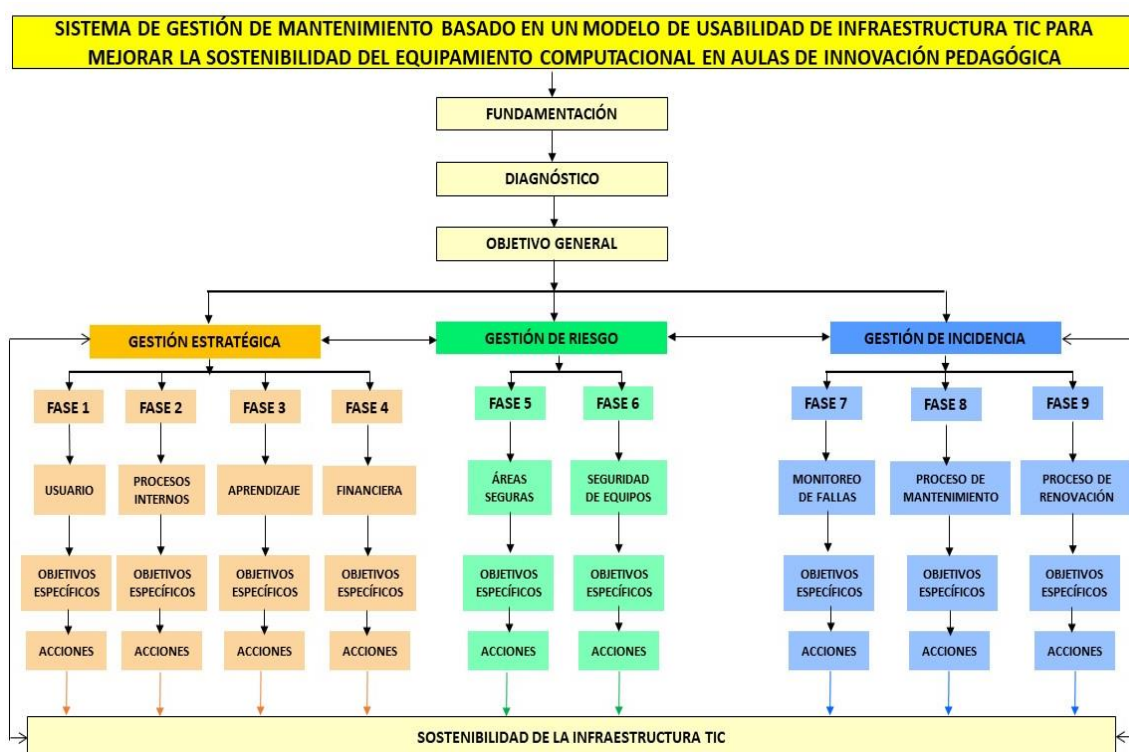 SISTEMA DE GESTIÓN DE MANTENIMIENTO BASADO EN UN MODELO DE USABILIDAD DE INFRAESTRUCTURA TIC PARA
MEJORAR LA SOSTENIBILIDAD DEL EQUIPAMIENTO COMPUTACIONAL EN AULAS DE INNOVACIÓN PEDAGÓGICA
FUNDAMENTACIÓN
DIAGNÓSTICO
OBJETIVO GENERAL
GESTIÓN ESTRATÉGICA
GESTIÓN DE RIESGO
GESTIÓN DE INCIDENCIA
FASE 1
FASE 2
FASE 3
FASE 4
FASE 5
FASE 6
FASE 7
FASE 8
FASE 9
USUARIO
PROCESOS
INTERNOS
APRENDIZAJE
FINANCIERA
ÁREAS
SEGURAS
SEGURIDAD
DE EQUIPOS
MONITOREO
DE FALLAS
PROCESO DE
MANTENIMIENTO
PROCESO DE
RENOVACIÓN
OBJETIVOS
ESPECÍFICOS
OBJETIVOS
ESPECÍFICOS
OBJETIVOS
ESPECÍFICOS
OBJETIVOS
ESPECÍFICOS
OBJETIVOS
ESPECÍFICOS
OBJETIVOS
ESPECÍFICOS
OBJETIVOS
ESPECÍFICOS
OBJETIVOS
ESPECÍFICOS
OBJETIVOS
ESPECÍFICOS
ACCIONES
ACCIONES
ACCIONES
ACCIONES
ACCIONES
ACCIONES
ACCIONES
ACCIONES
ACCIONES
SOSTENIBILIDAD DE LA INFRAESTRUCTURA TIC